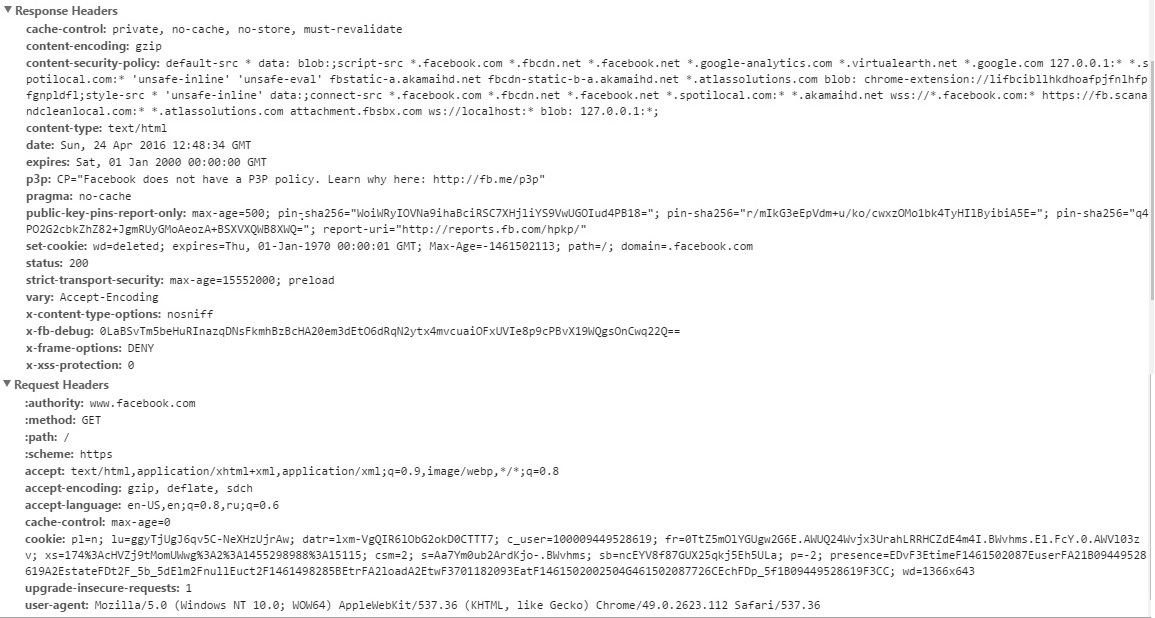 Response Headers
cache-control: private, no-cache, no-store, must-revalidate
content-encoding: gzip
content-security-policy: default-src * data: blob:;script-src *.facebook.com *.fbcdn.net *.facebook.net *.google-analytics.com *.virtualearth.net *.google.com 127.0.0.1:* *.s
potilocal.com:* 'unsafe-inline' 'unsafe-eval' fbstatic-a.akamaihd.net fbcdn-static-b-a.akamaihd.net *.atlassolutions.com blob: chrome-extension://lifbcibllhkdhoafpjfnlhfp
fgnpldfl;style-src * 'unsafe-inline' data:;connect-src *.facebook.com *.fbcdn.net *.facebook.net *.spotilocal.com:* *.akamaihd.net wss://*.facebook.com:* https://fb.scana
ndcleanlocal.com:* *.atlassolutions.com attachment.fbsbx.com ws://localhost:* blob: 127.0.0.1:*;
content-type: text/html
date: Sun, 24 Apr 2016 12:48:34 GMT
expires: Sat, 01 Jan 2000 00:00:00 GMT
p3p: CP="Facebook does not have a P3P policy. Learn why here: http://fb.me/p3p"
pragma: no-cache
public-key-pins-report-only: max-age=500; pin-sha256="WoiWRyIOVNa9ihaBciRSC7XHjliYS9VwUGOIud4PB18="; pin-sha256="r/mIkG3eEpVdm+u/ko/cwxzOMo1bk4TyHIlByibiA5E="; pin-sha256="q4
PO2G2cbkZhZ82+JgmRUyGMoAeozA+BSXVXQWB8XWQ="; report-uri="http://reports.fb.com/hpkp/"
set-cookie: wd=deleted; expires=Thu, 01-Jan-1970 00:00:01 GMT; Max-Age=-1461502113; path=/; domain=.facebook.com
status: 200
strict-transport-security: max-age=15552000; preload
vary: Accept-Encoding
x-content-type-options: nosniff
x-fb-debug: 0LaBSvTm5beHuRInazqDNsFkmhBzBcHA20em3dEtO6dRqN2ytx4mvcuaiOFxUVIe8p9cPBvX19WQgsOnCwq22Q==
x-frame-options: DENY
x-xss-protection: 0
Request Headers
:authority: www.facebook.com
:method: GET
:path: /
:scheme: https
accept: text/html,application/xhtml+xml,application/xml;q=0.9,image/webp,*/*;q=0.8
accept-encoding: gzip, deflate, sdch
accept-language: en-US,en;q=0.8,ru;q=0.6
cache-control: max-age=0
cookie: pl=n; lu=ggyTjUgJ6qv5C-NeXHzUjrAw; datr=lxm-VgQIR6lObG2okD0CTTT7; c_user=100009449528619; fr=0TtZ5mOlYGUgw2G6E.AWUQ24Wvjx3UrahLRRHCZdE4m4I.BWvhms.E1.FcY.0.AWVl03z
v; xs=174%3AcHVZj9tMomUWwg%3A2%3A1455298988%3A15115; csm=2; s=Aa7Ym0ub2ArdKjo-.BWvhms; sb=ncEYV8f87GUX25qkj5Eh5ULa; p=-2; presence=EDvF3EtimeF1461502087EuserFA21B09449528
619A2EstateFDt2F_5b_5dElm2FnullEuct2F1461498285BEtrFA2loadA2EtwF3701182093EatF1461502002504G461502087726CEchFDp_5f1B09449528619F3CC; wd=1366x643
upgrade-insecure-requests: 1
user-agent: Mozilla/5.0 (Windows NT 10.0; WOW64) AppleWebKit/537.36 (KHTML, like Gecko) Chrome/49.0.2623.112 Safari/537.36